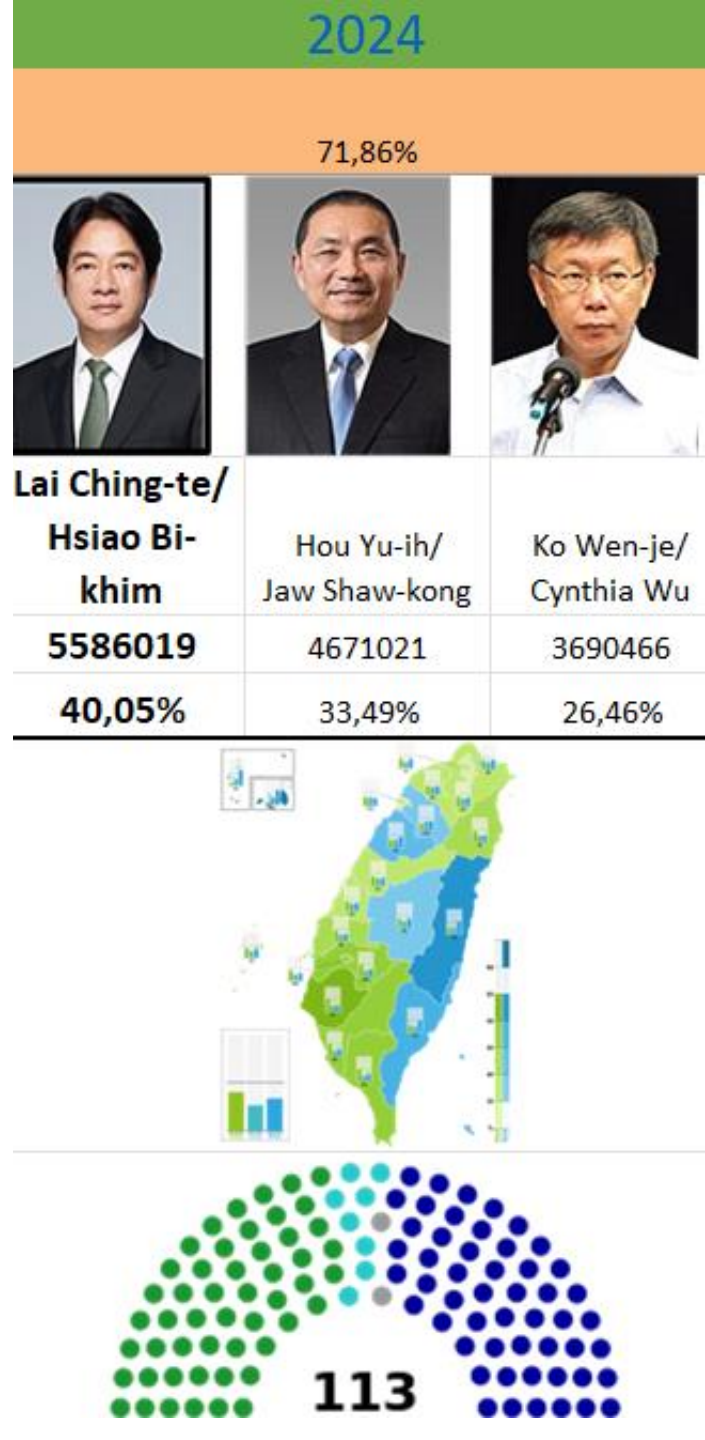 2024
71,86%
Lai Ching-te/
Hsiao Bi-
khim
Hou Yu-ih/
Jaw Shaw-kong
Ko Wen-je/
Cynthia Wu
5586019
4671021
3690466
40,05%
33,49%
26,46%
113